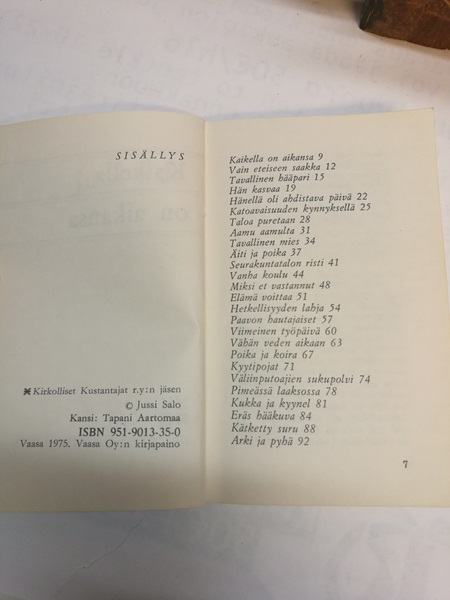 SISÄLLYS
✶ Kirkolliset Kustantajat r.y:n jäsen
© Jussi Salo
Kansi: Tapani Aartomaa
ISBN 951-9013-35-0
Vaasa 1975, Vaasa Oy:n kirjapaino
Kaikella on aikansa 9
Vain eteiseen saakka 12
Tavallinen hääpari 15
Hän kasvaa 19
Hänellä oli ahdistava päivä 22
Katoavaisuuden kynnyksellä 25
Taloa puretaan 28
Aamu aamulta 31
Tavallinen mies 34
Äiti ja poika 37
Seurakuntatalon risti 41
Vanha koulu 44
Miksi et vastannut 48
Elämä voittaa 51
Hetkellisyyden lahja 54
Paavon hautajaiset 57
Viimeinen työpäivä 60
Vähän veden aikaan 63
Poika ja koira 67
Kyytipojat 71
Väliinputoajien sukupolvi 74
Pimeässä laaksossa 78
Kukka ja kyynel 81
Eräs hääkuva 84
Kätketty suru 88
Arki ja pyhä 92
7